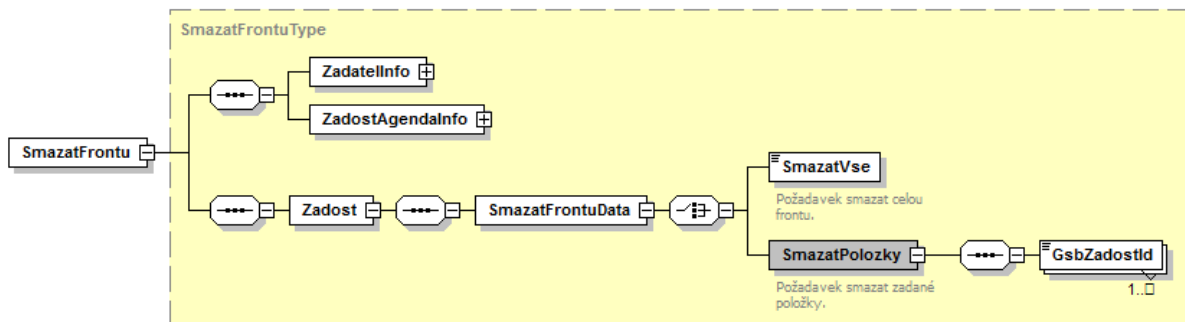 SmazatFrontuType
ZadatelInfo
ZadostAgendaInfo
SmazatFrontu
SmazatVse
Požadavek smazat celou
frontu.
Zadost
SmazatFrontuData
SmazatPolozky
GsbZadostId
1..□
Požadavek smazat zadané
položky.